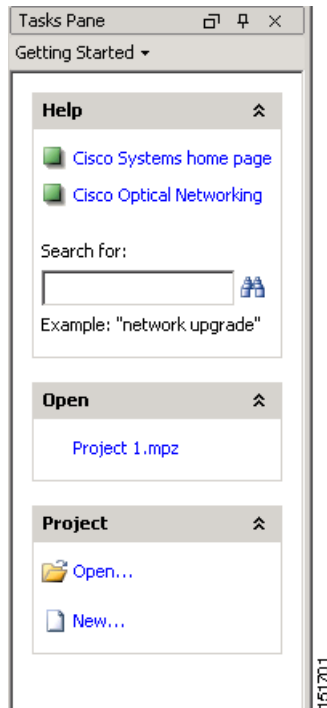 Tasks Pane
Getting Started
Help
Cisco Systems home page
Cisco Optical Networking
Search for:
Example: "network upgrade"
Open
Project 1.mpz
Project
Open...
New...
151701